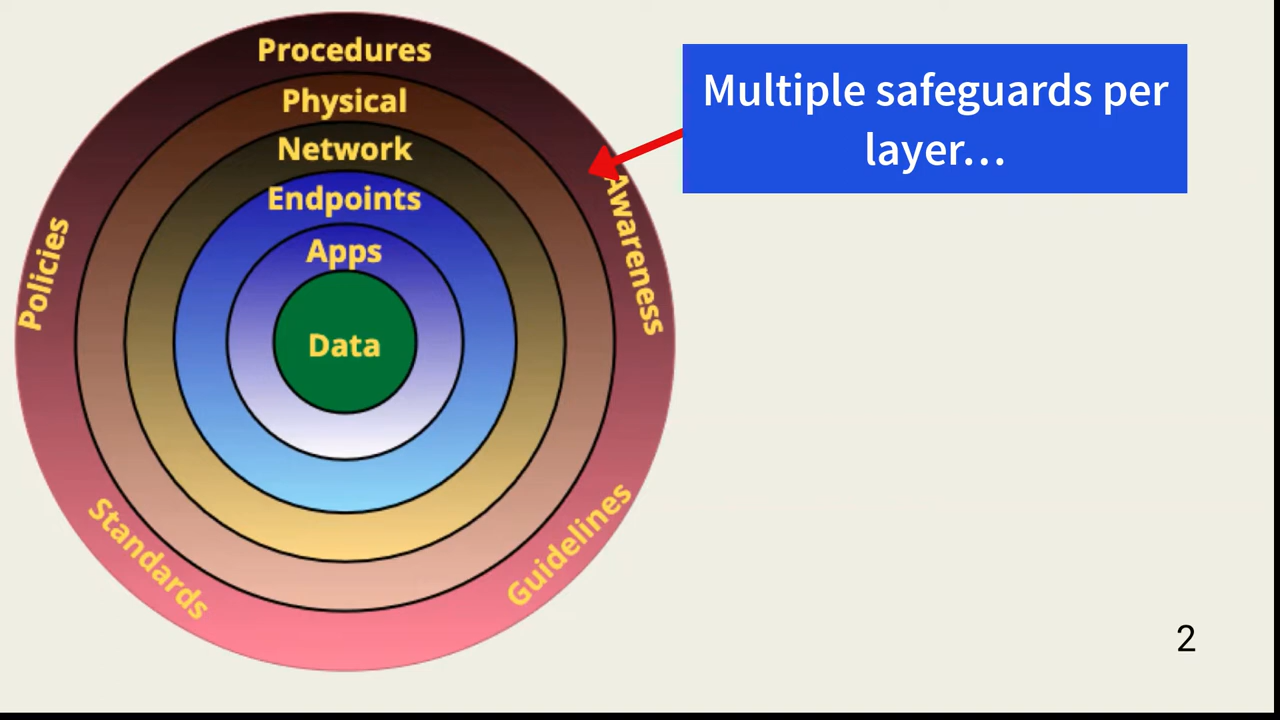 Procedures
Physical
Network
Endpoints
Apps
Data
Policies
Awareness
Standards
Guidelines
Multiple safeguards per
layer...
2